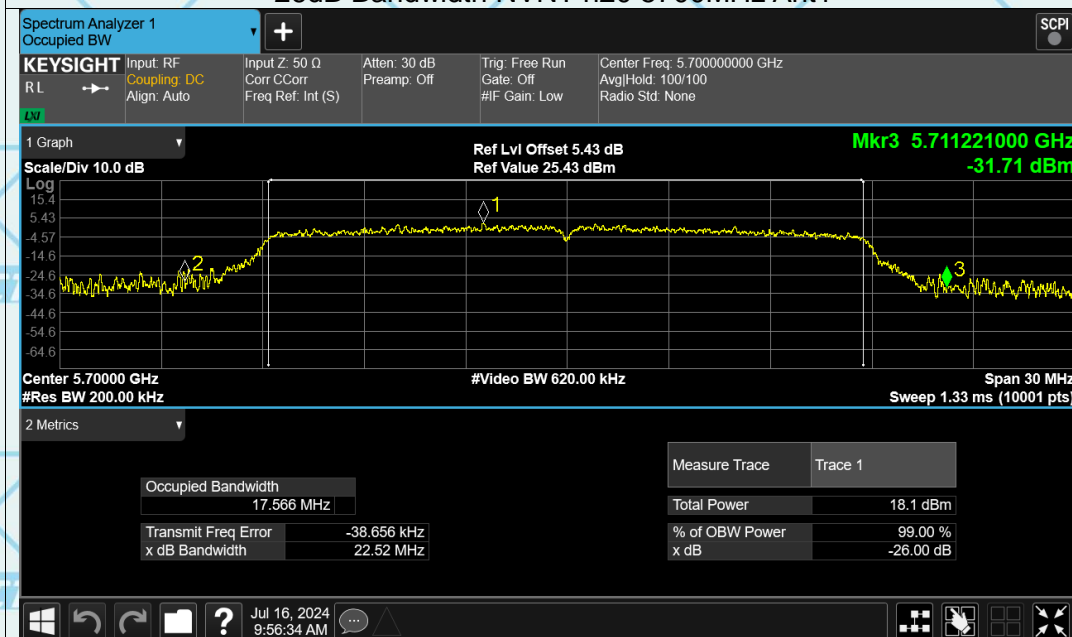 Spectrum Analyzer 1
Occupied BW
SCPI
KEYSIGHT
RL
LXI
Input: RF
Coupling: DC
Align: Auto
Input Z: 50 Ω
Corr CCorr
Freq Ref: Int (S)
Atten: 30 dB
Preamp: Off
Trig: Free Run
Gate: Off
#IF Gain: Low
Center Freq: 5.700000000 GHz
Avg|Hold: 100/100
Radio Std: None
1 Graph
Scale/Div 10.0 dB
Ref Lvl Offset 5.43 dB
Ref Value 25.43 dBm
Mkr3 5.711221000 GHz
-31.71 dBm
Log
15.4
5.43
-4.57
-14.6
-24.6
-34.6
-44.6
-54.6
-64.6
1
2
3
Center 5.70000 GHz
#Video BW 620.00 kHz
Span 30 MHz
#Res BW 200.00 kHz
Sweep 1.33 ms (10001 pts)
2 Metrics
Measure Trace Trace 1
Occupied Bandwidth
17.566 MHz
Total Power 18.1 dBm
Transmit Freq Error -38.656 kHz
% of OBW Power 99.00 %
x dB Bandwidth 22.52 MHz
x dB -26.00 dB
Jul 16, 2024
9:56:34 AM